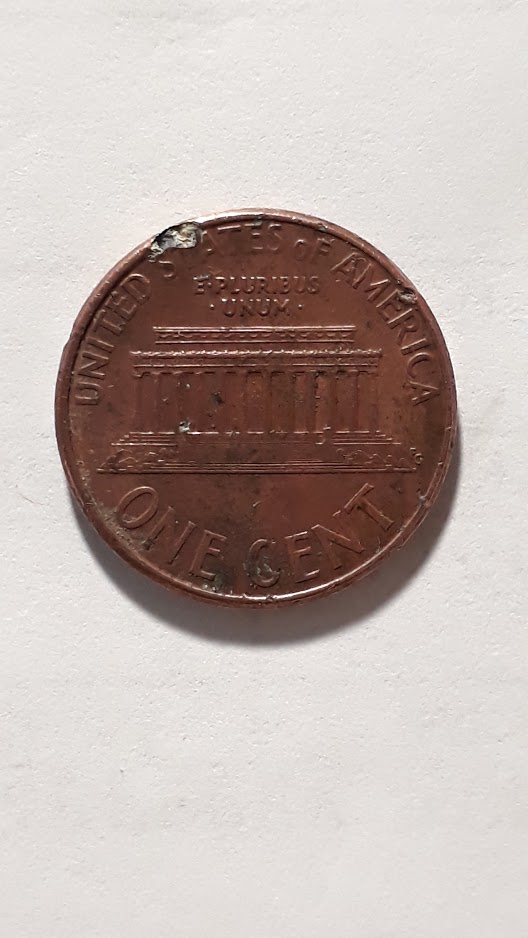 UNITED STATES OF AMERICA
E·PLURIBUS
·UNUM·
ONE CENT